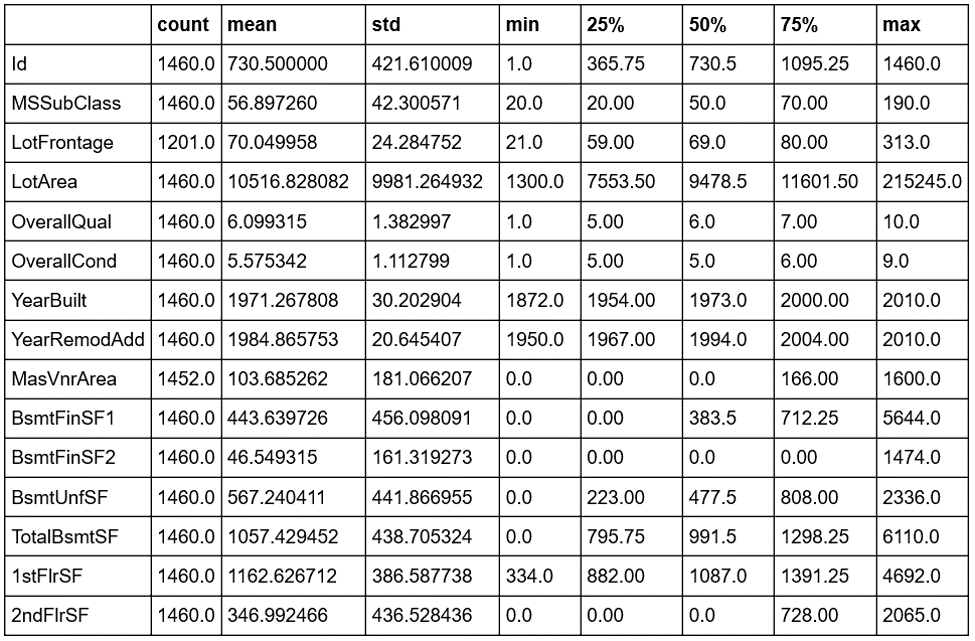 count mean std min 25% 50% 75% max
Id 1460.0 730.500000 421.610009 1.0 365.75 730.5 1095.25 1460.0
MSSubClass 1460.0 56.897260 42.300571 20.0 20.00 50.0 70.00 190.0
LotFrontage 1201.0 70.049958 24.284752 21.0 59.00 69.0 80.00 313.0
LotArea 1460.0 10516.828082 9981.264932 1300.0 7553.50 9478.5 11601.50 215245.0
OverallQual 1460.0 6.099315 1.382997 1.0 5.00 6.0 7.00 10.0
OverallCond 1460.0 5.575342 1.112799 1.0 5.00 5.0 6.00 9.0
YearBuilt 1460.0 1971.267808 30.202904 1872.0 1954.00 1973.0 2000.00 2010.0
YearRemodAdd 1460.0 1984.865753 20.645407 1950.0 1967.00 1994.0 2004.00 2010.0
MasVnrArea 1452.0 103.685262 181.066207 0.0 0.00 0.0 166.00 1600.0
BsmtFinSF1 1460.0 443.639726 456.098091 0.0 0.00 383.5 712.25 5644.0
BsmtFinSF2 1460.0 46.549315 161.319273 0.0 0.00 0.0 0.00 1474.0
BsmtUnfSF 1460.0 567.240411 441.866955 0.0 223.00 477.5 808.00 2336.0
TotalBsmtSF 1460.0 1057.429452 438.705324 0.0 795.75 991.5 1298.25 6110.0
1stFlrSF 1460.0 1162.626712 386.587738 334.0 882.00 1087.0 1391.25 4692.0
2ndFlrSF 1460.0 346.992466 436.528436 0.0 0.00 0.0 728.00 2065.0